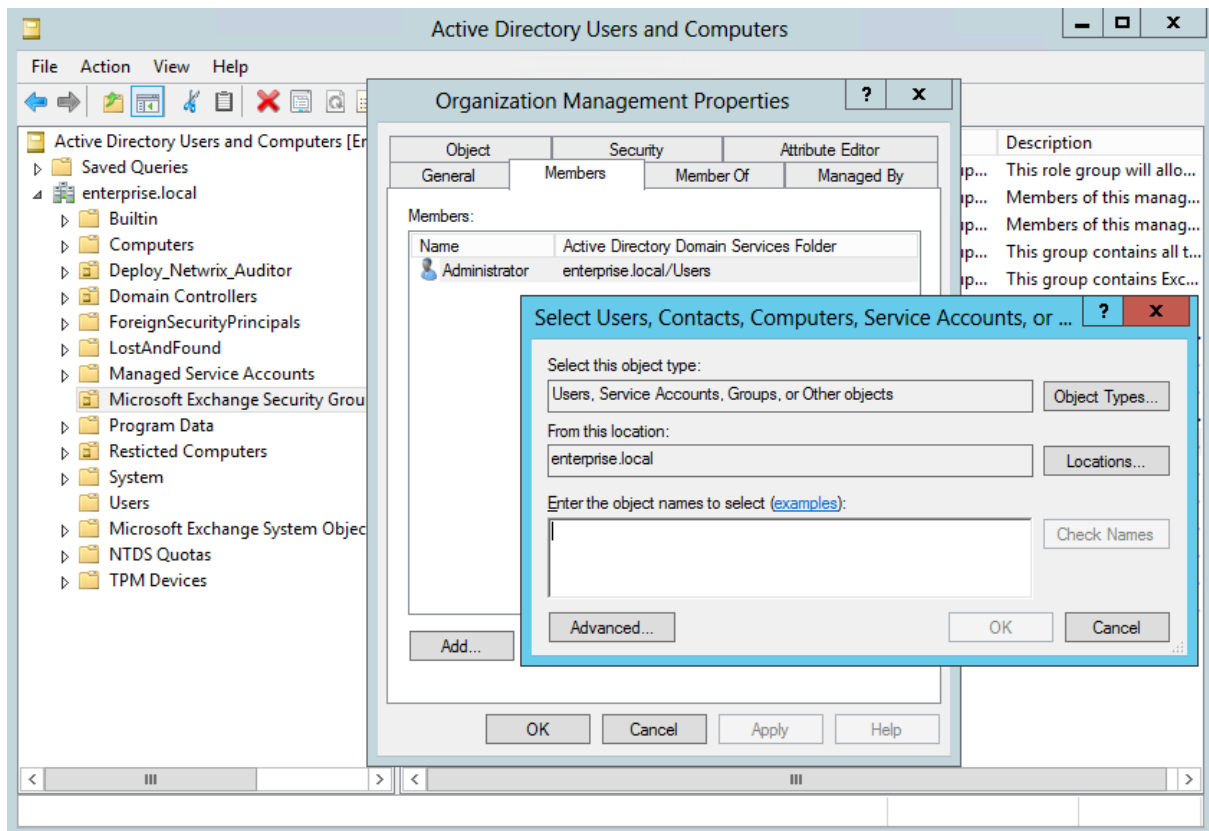 Active Directory Users and Computers
File Action View Help
Active Directory Users and Computers [Er
Saved Queries
enterprise.local
Builtin
Computers
Deploy_Netwrix_Auditor
Domain Controllers
ForeignSecurityPrincipals
LostAndFound
Managed Service Accounts
Microsoft Exchange Security Grou
Program Data
Resticted Computers
System
Users
Microsoft Exchange System Objec
NTDS Quotas
TPM Devices
Organization Management Properties
? x
Object Security Attribute Editor
General Members Member Of Managed By
Members:
Name Active Directory Domain Services Folder
Administrator enterprise.local/Users
Add...
OK Cancel Apply Help
Description
up... This role group will allo...
up... Members of this manag...
up... Members of this manag...
up... This group contains all t...
up... This group contains Exc...
Select Users, Contacts, Computers, Service Accounts, or ...
? x
Select this object type:
Users, Service Accounts, Groups, or Other objects
Object Types...
From this location:
enterprise.local
Locations...
Enter the object names to select (examples):
Check Names
Advanced...
OK Cancel